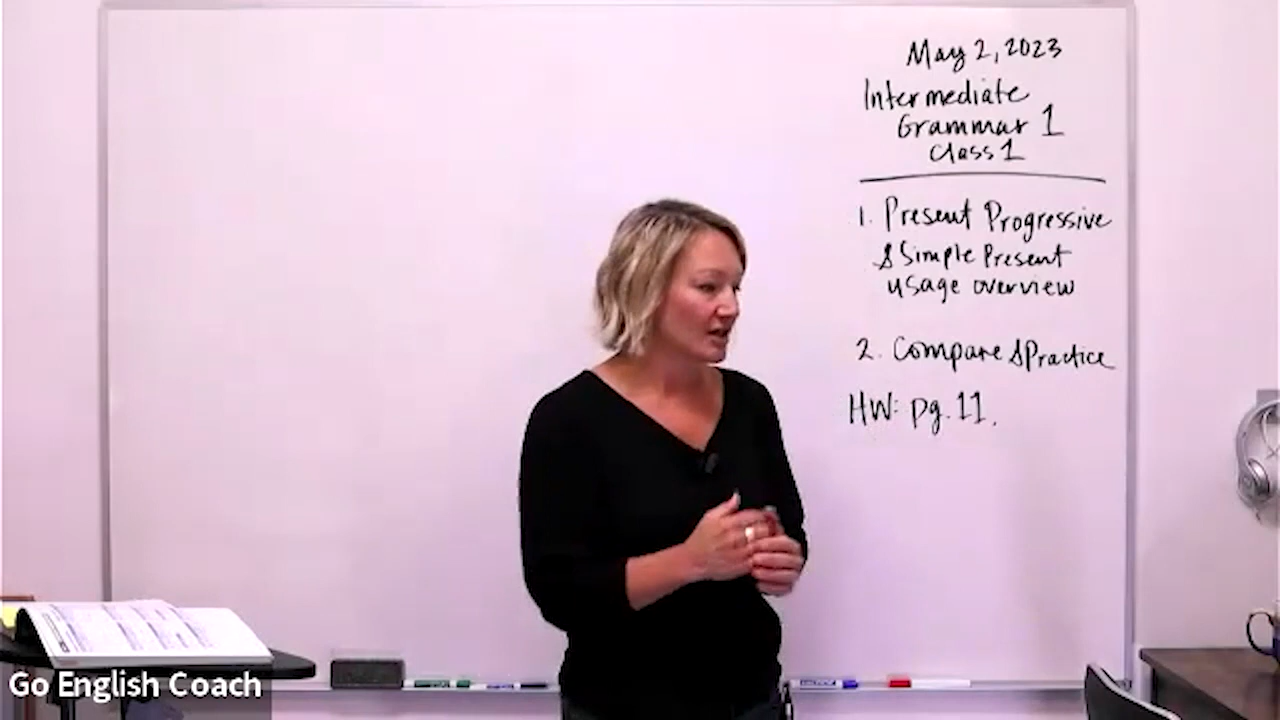 May 2, 2023
Intermediate
Grammar 1
Class 1
1. Present Progressive
& Simple Present
usage overview
2. Compare & Practice
HW: pg. 11.
Go English Coach